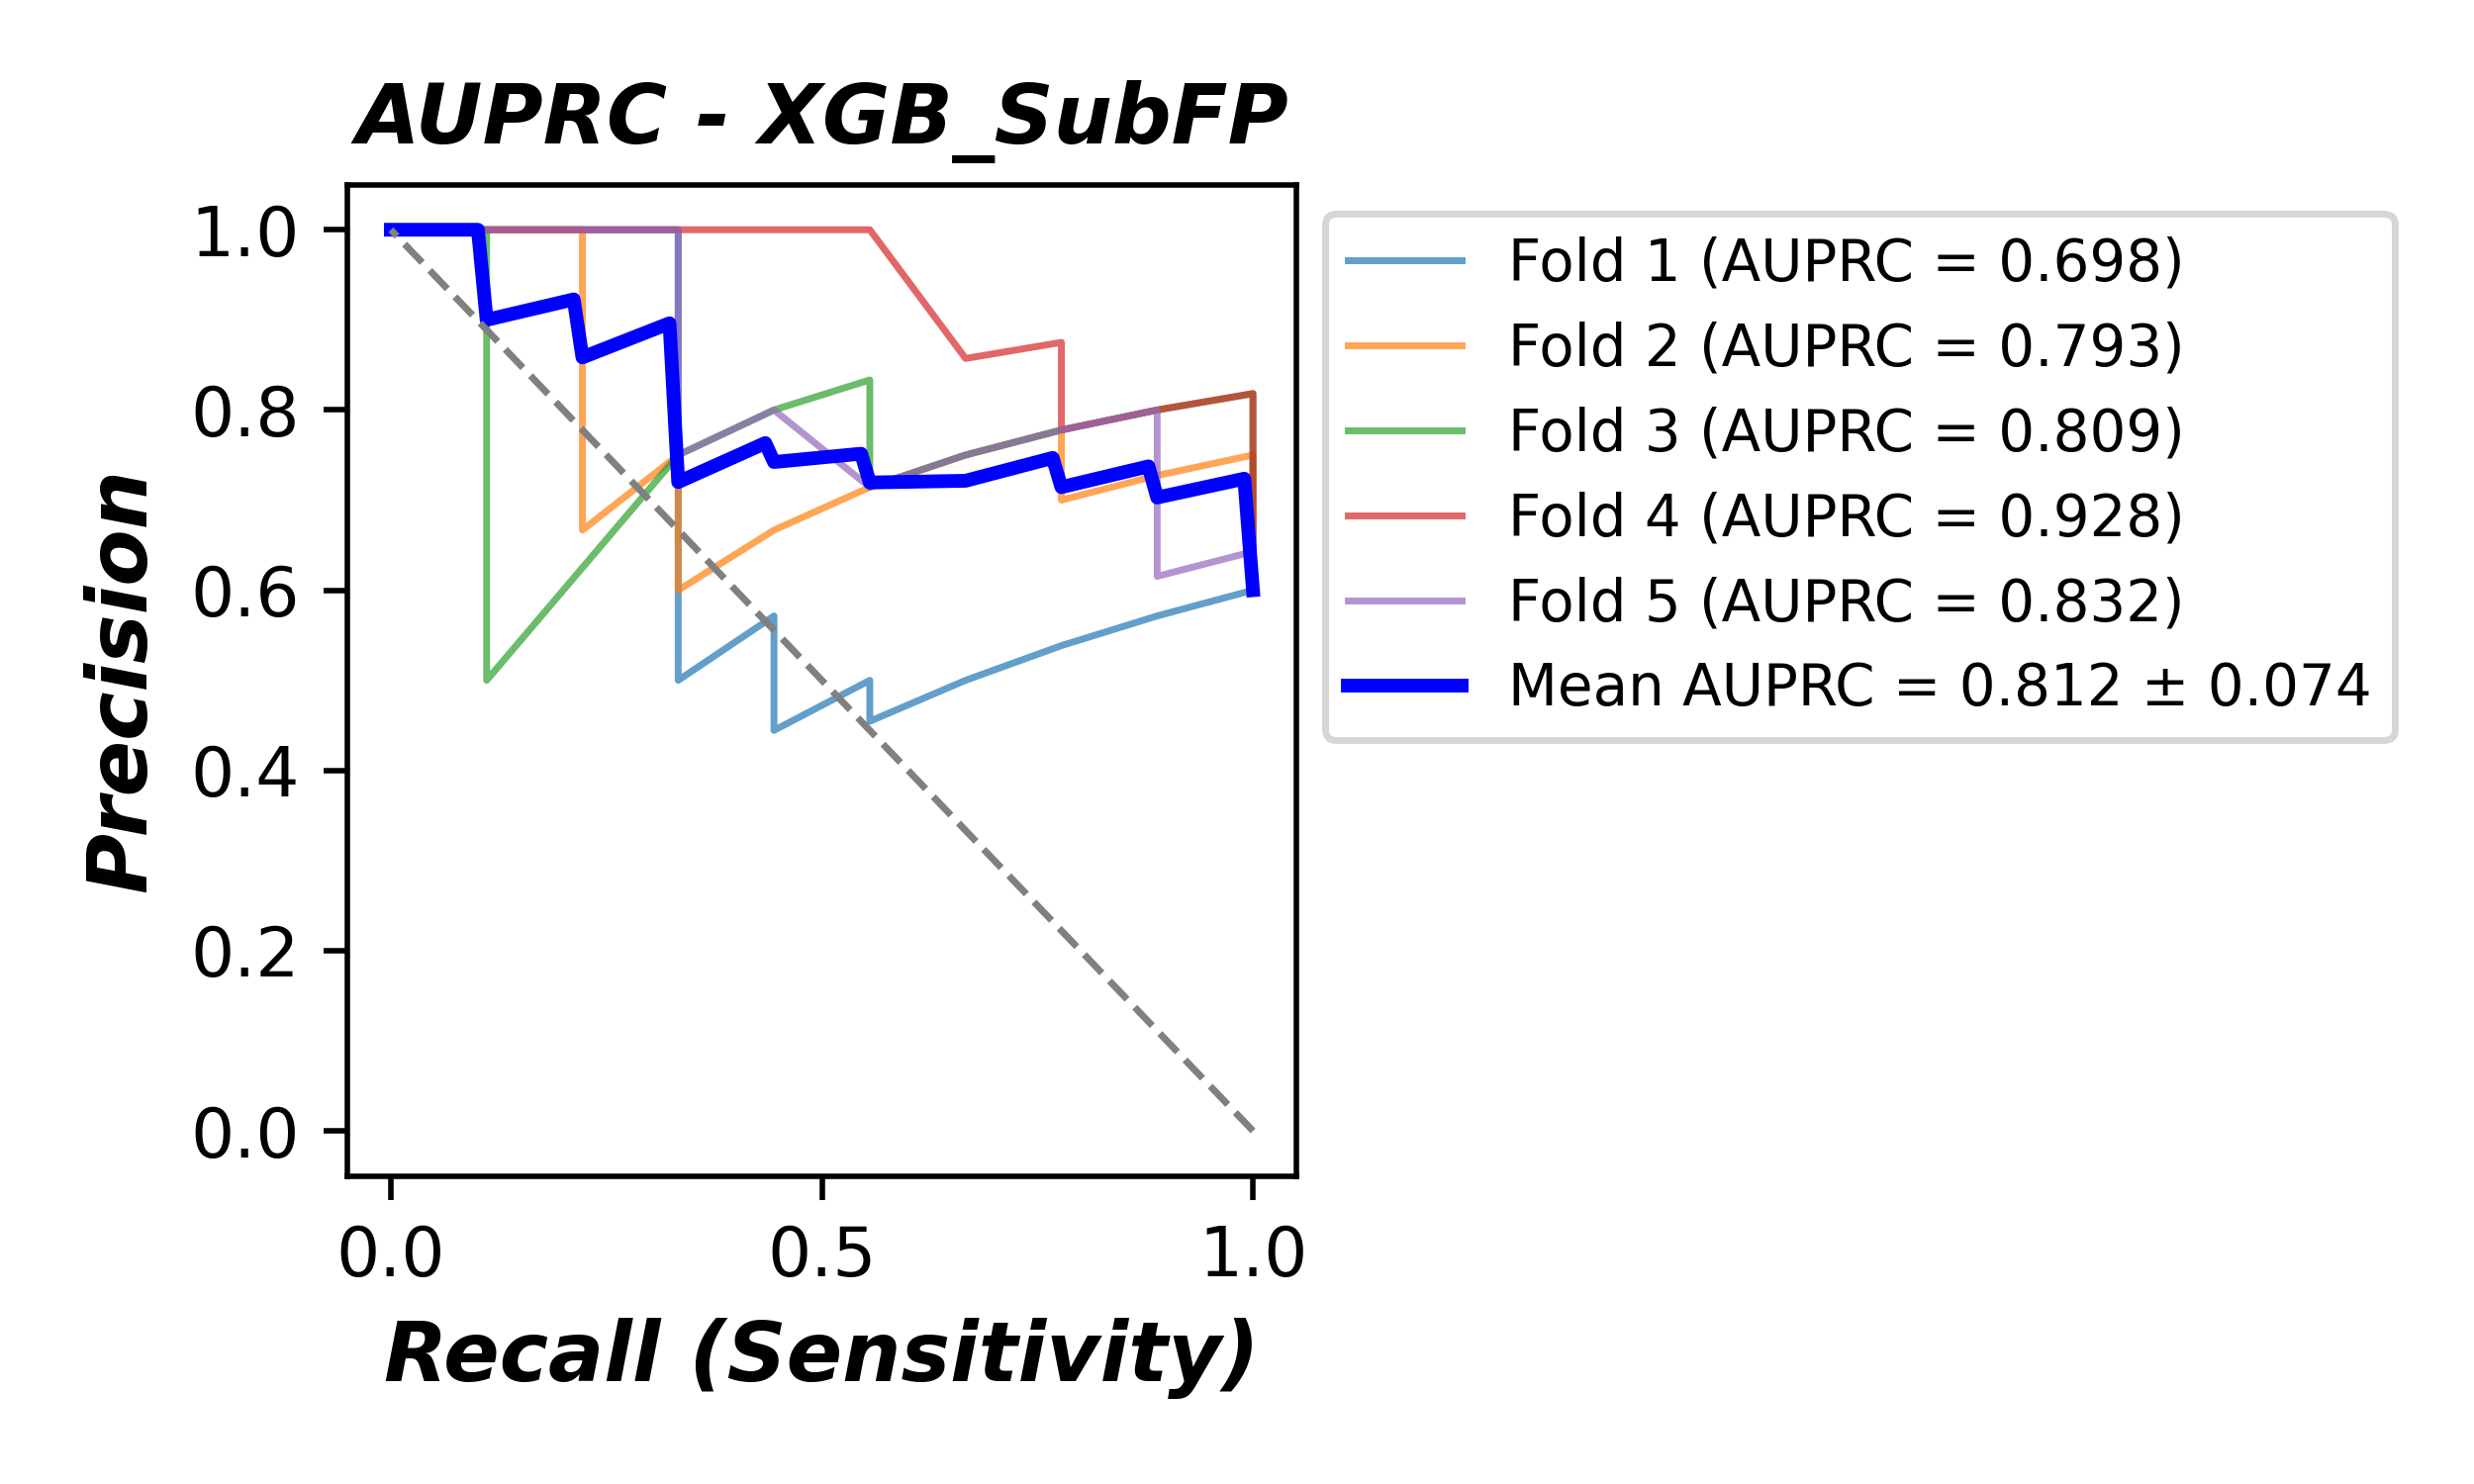 AUPRC - XGB_SubFP
Precision
1.0
0.8
0.6
0.4
0.2
0.0
0.0 0.5 1.0
Recall (Sensitivity)
Fold 1 (AUPRC = 0.698)
Fold 2 (AUPRC = 0.793)
Fold 3 (AUPRC = 0.809)
Fold 4 (AUPRC = 0.928)
Fold 5 (AUPRC = 0.832)
Mean AUPRC = 0.812 ± 0.074